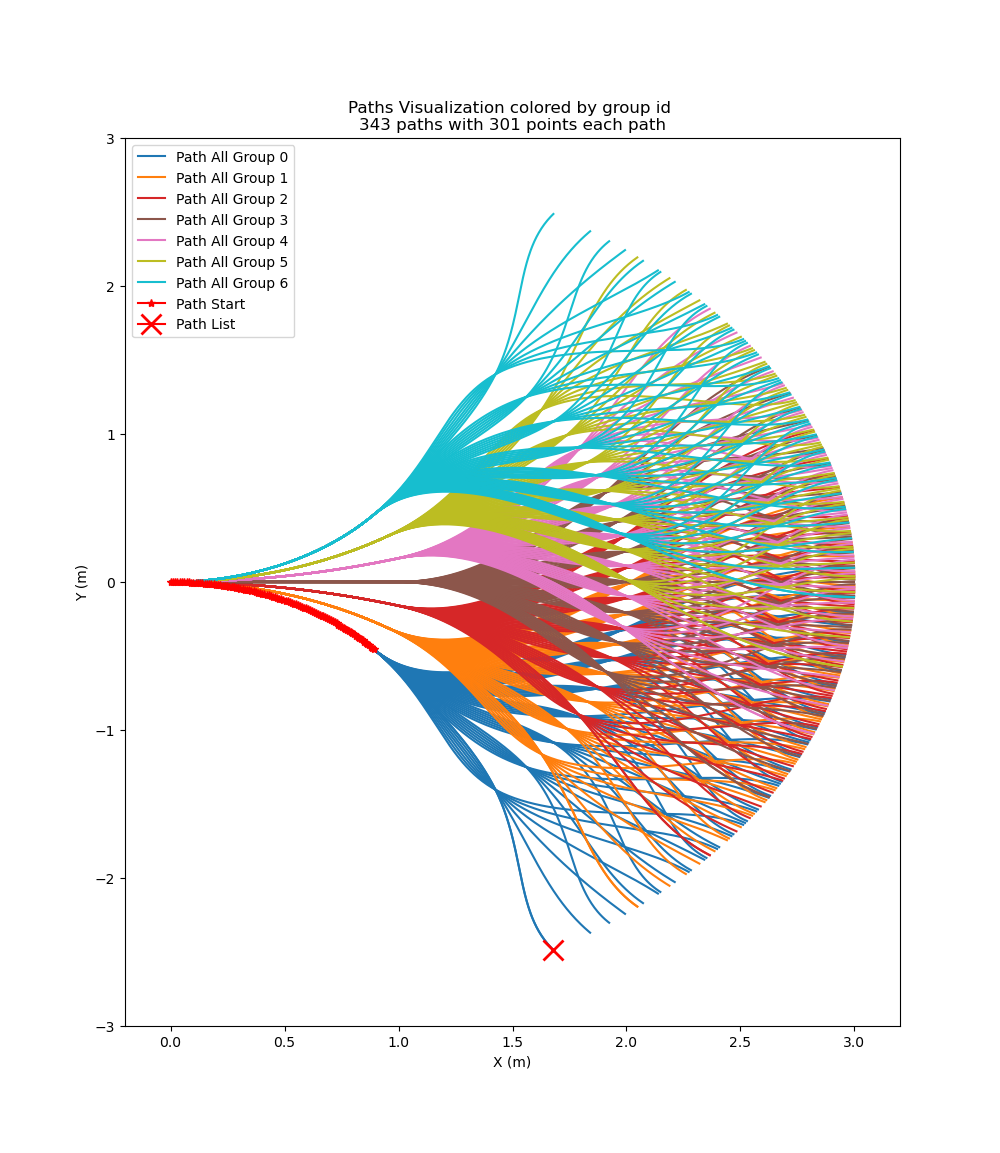 Paths Visualization colored by group id
343 paths with 301 points each path
3
2
1
0
−1
−2
−3
Y (m)
Path All Group 0
Path All Group 1
Path All Group 2
Path All Group 3
Path All Group 4
Path All Group 5
Path All Group 6
Path Start
Path List
0.0 0.5 1.0 1.5 2.0 2.5 3.0
X (m)